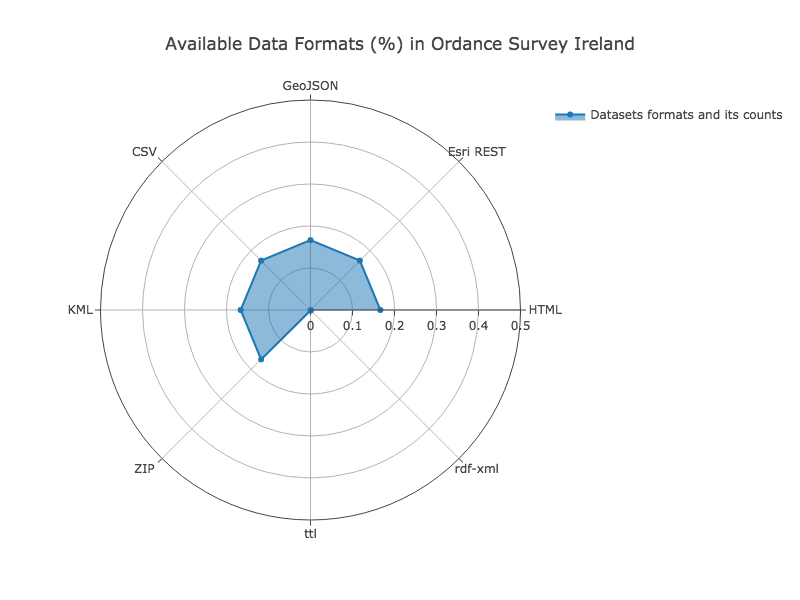 Available Data Formats (%) in Ordance Survey Ireland
GeoJSON
Datasets formats and its counts
CSV
Esri REST
KML
HTML
0 0.1 0.2 0.3 0.4 0.5
ZIP
rdf-xml
ttl